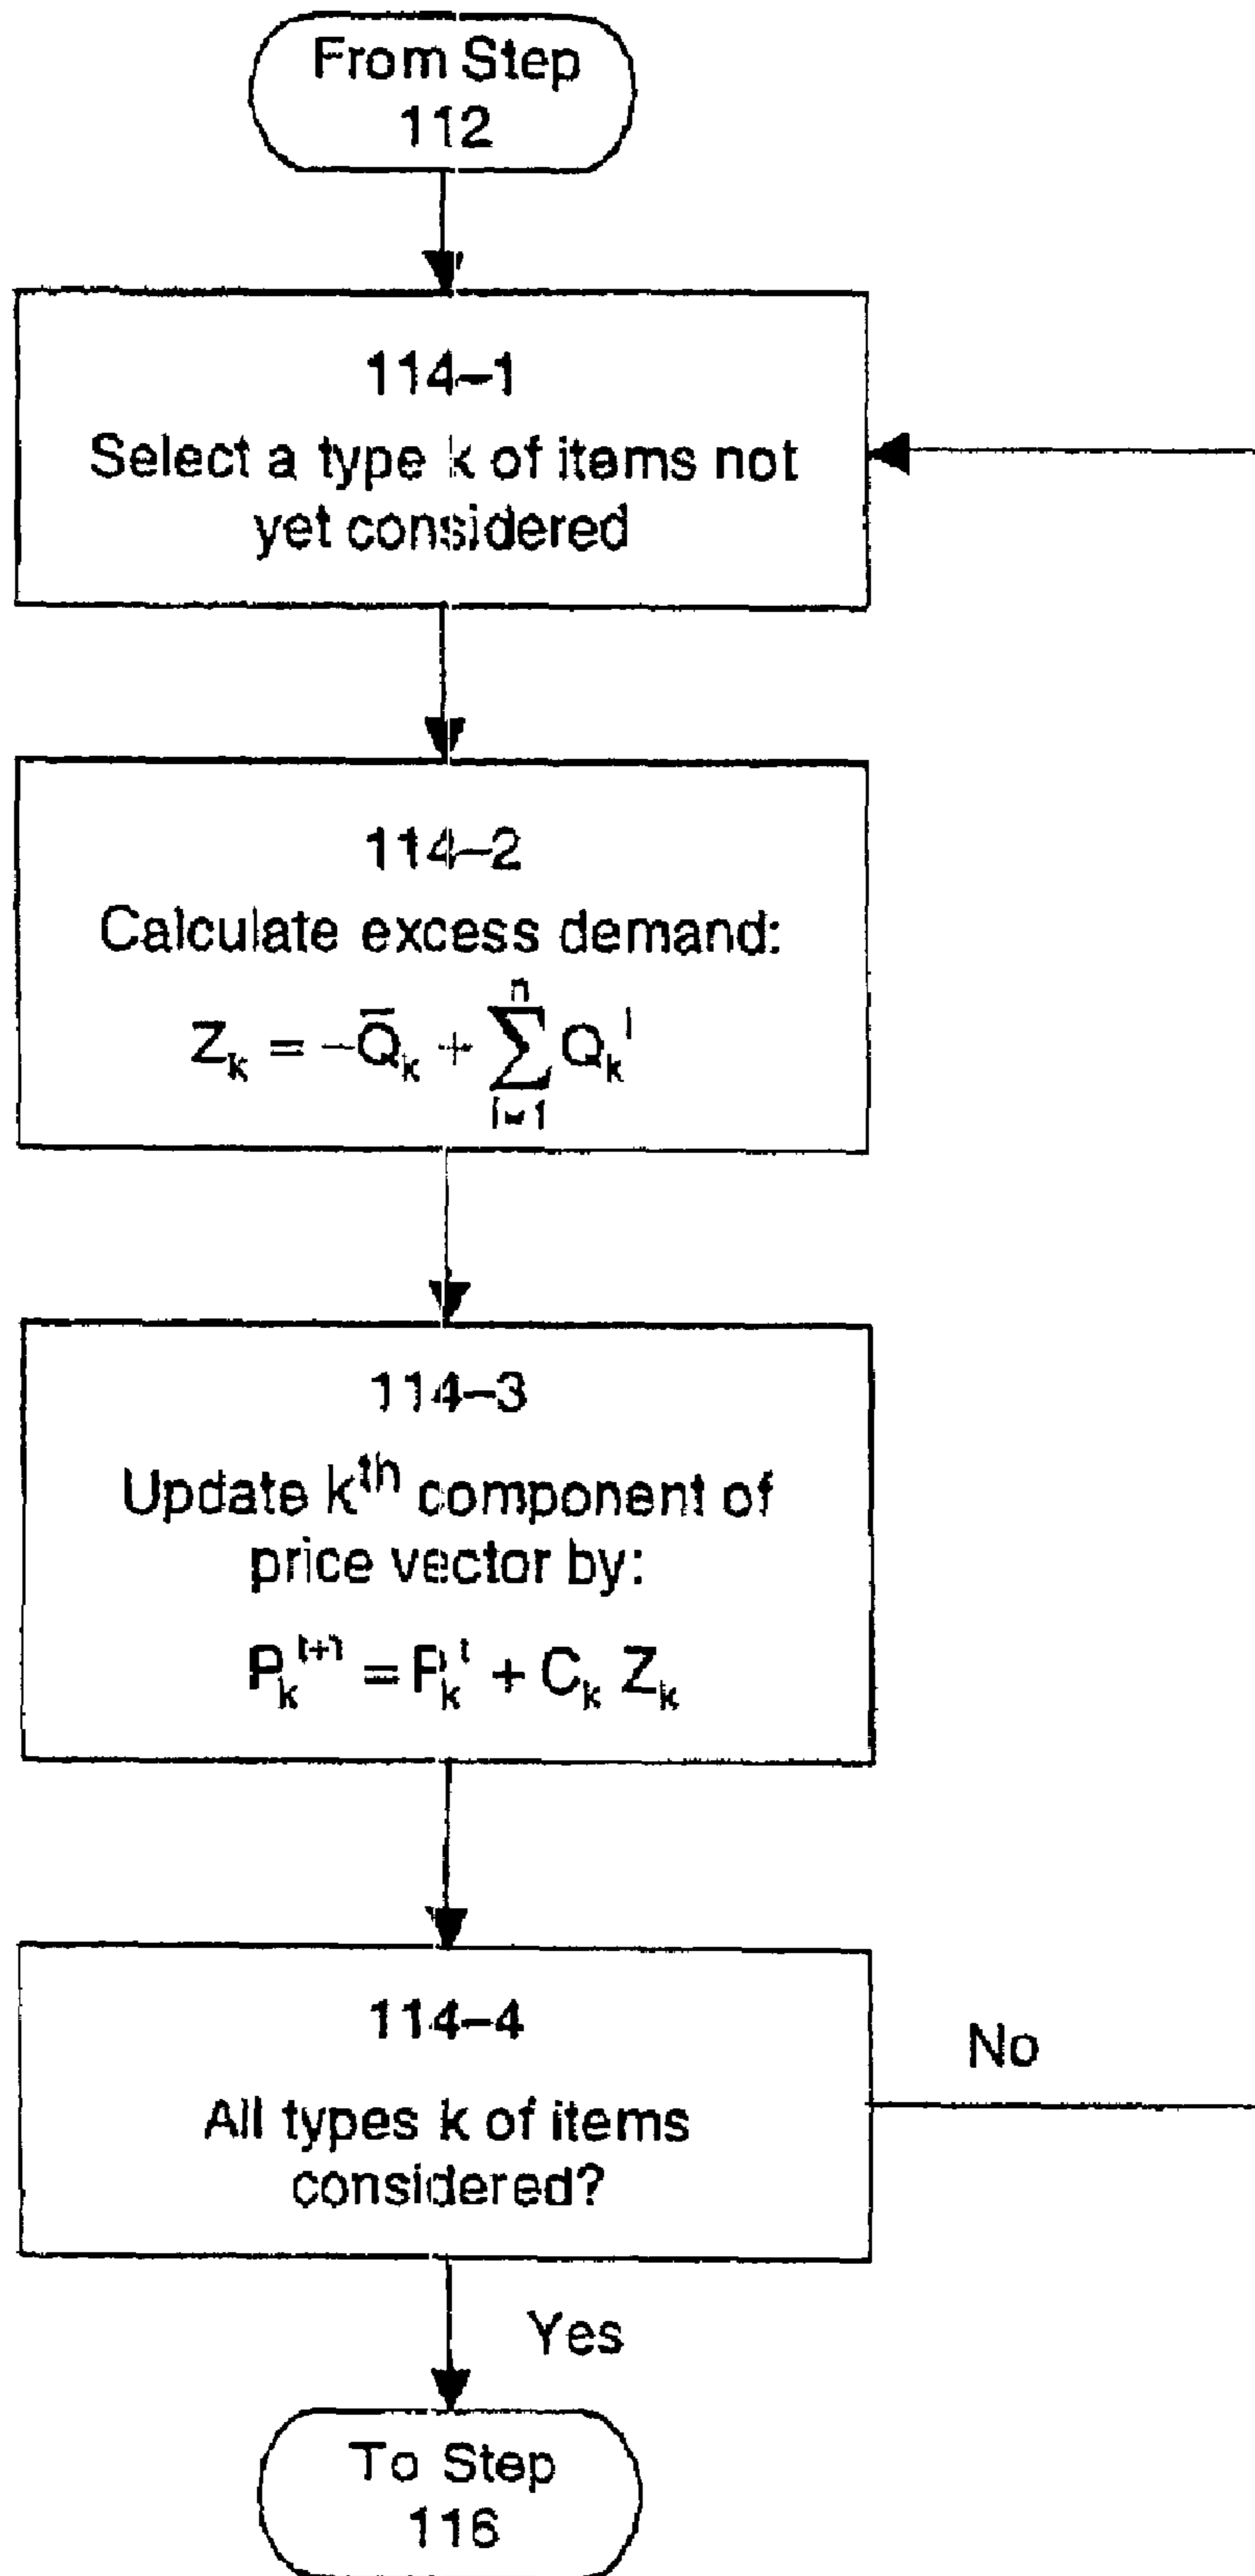 From Step
112
114–1
Select a type k of items not
yet considered
114–2
Calculate excess demand:
Z_k = –Q̄_k + ∑_{i=1}^{n} Q_k^i
114–3
Update k^th component of
price vector by:
P_k^{t+1} = P_k^t + C_k Z_k
114–4
All types k of items
considered?
No
Yes
To Step
116